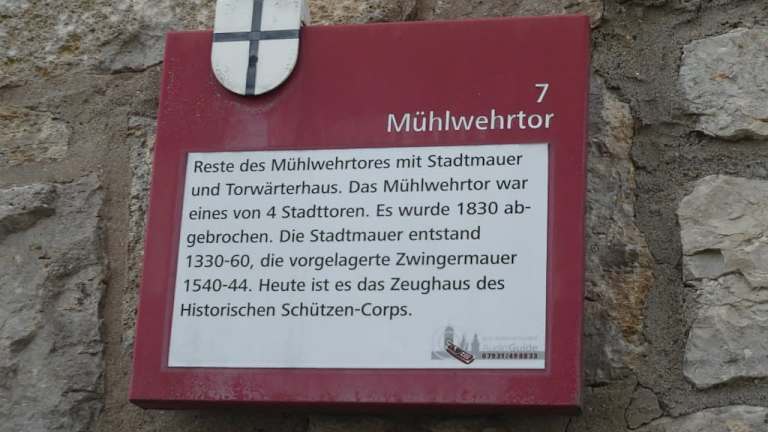 7
Mühlwehrtor
Reste des Mühlwehrtores mit Stadtmauer
und Torwärterhaus. Das Mühlwehrtor war
eines von 4 Stadttoren. Es wurde 1830 ab-
gebrochen. Die Stadtmauer entstand
1330-60, die vorgelagerte Zwingermauer
1540-44. Heute ist es das Zeughaus des
Historischen Schützen-Corps.
AudioGuide